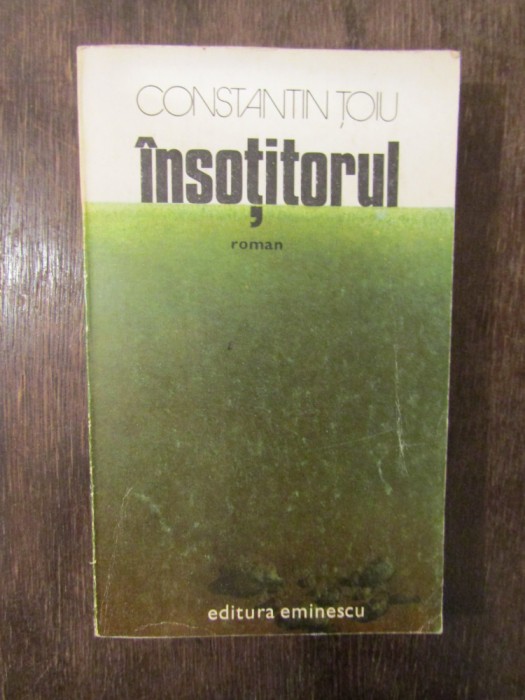 CONSTANTIN ȚOIU
însoțitorul
roman
editura eminescu